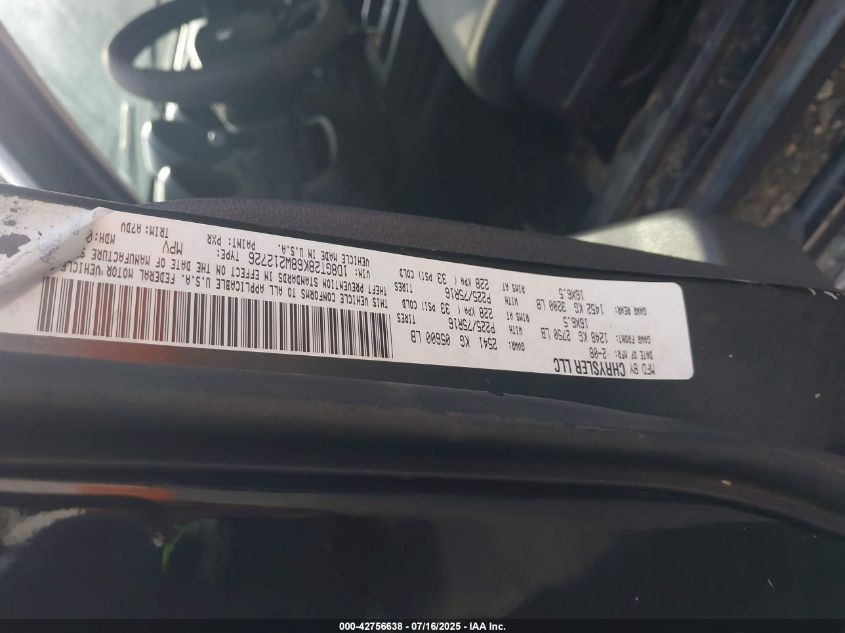 MFD BY CHRYSLER LLC
DATE OF MFR: 2-08 GVWR: 2541 KG 05600 LB
GAWR FRONT: 1248 KG 2750 LB WITH P225/75R16 TIRES
16X6.5 RIMS AT 228 KPA ( 33 PSI) COLD
GAWR REAR: 1452 KG 3200 LB WITH P225/75R16 TIRES
16X6.5 RIMS AT 228 KPA ( 33 PSI) COLD
THIS VEHICLE CONFORMS TO ALL APPLICABLE U.S.A. FEDERAL MOTOR VEHICLE
THEFT PREVENTION STANDARDS IN EFFECT ON THE DATE OF MANUFACTURE
VIN: 1D8GT28K68W212726 TYPE: MPV MDH:
VEHICLE MADE IN U.S.A. PAINT: PXR TRIM: A7DV
000-42756638 - 07/16/2025 - IAA Inc.